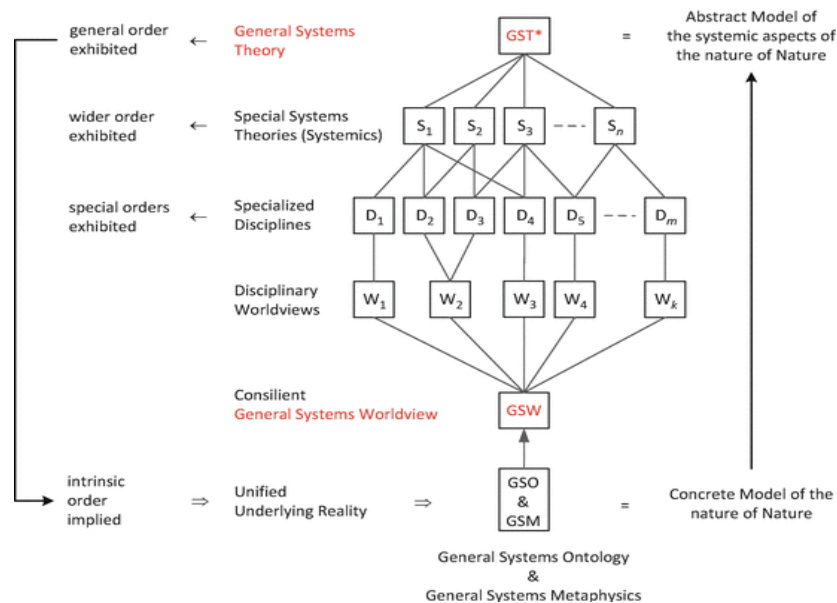 general order
exhibited
←
General Systems
Theory
GST*
=
Abstract Model of
the systemic aspects of
the nature of Nature
wider order
exhibited
←
Special Systems
Theories (Systemics)
S1
S2
S3
Sn
special orders
exhibited
←
Specialized
Disciplines
D1
D2
D3
D4
D5
Dm
Disciplinary
Worldviews
W1
W2
W3
W4
Wk
Consilient
General Systems Worldview
GSW
intrinsic
order
implied
⇒
Unified
Underlying Reality
⇒
GSO
&
GSM
=
Concrete Model of the
nature of Nature
General Systems Ontology
&
General Systems Metaphysics